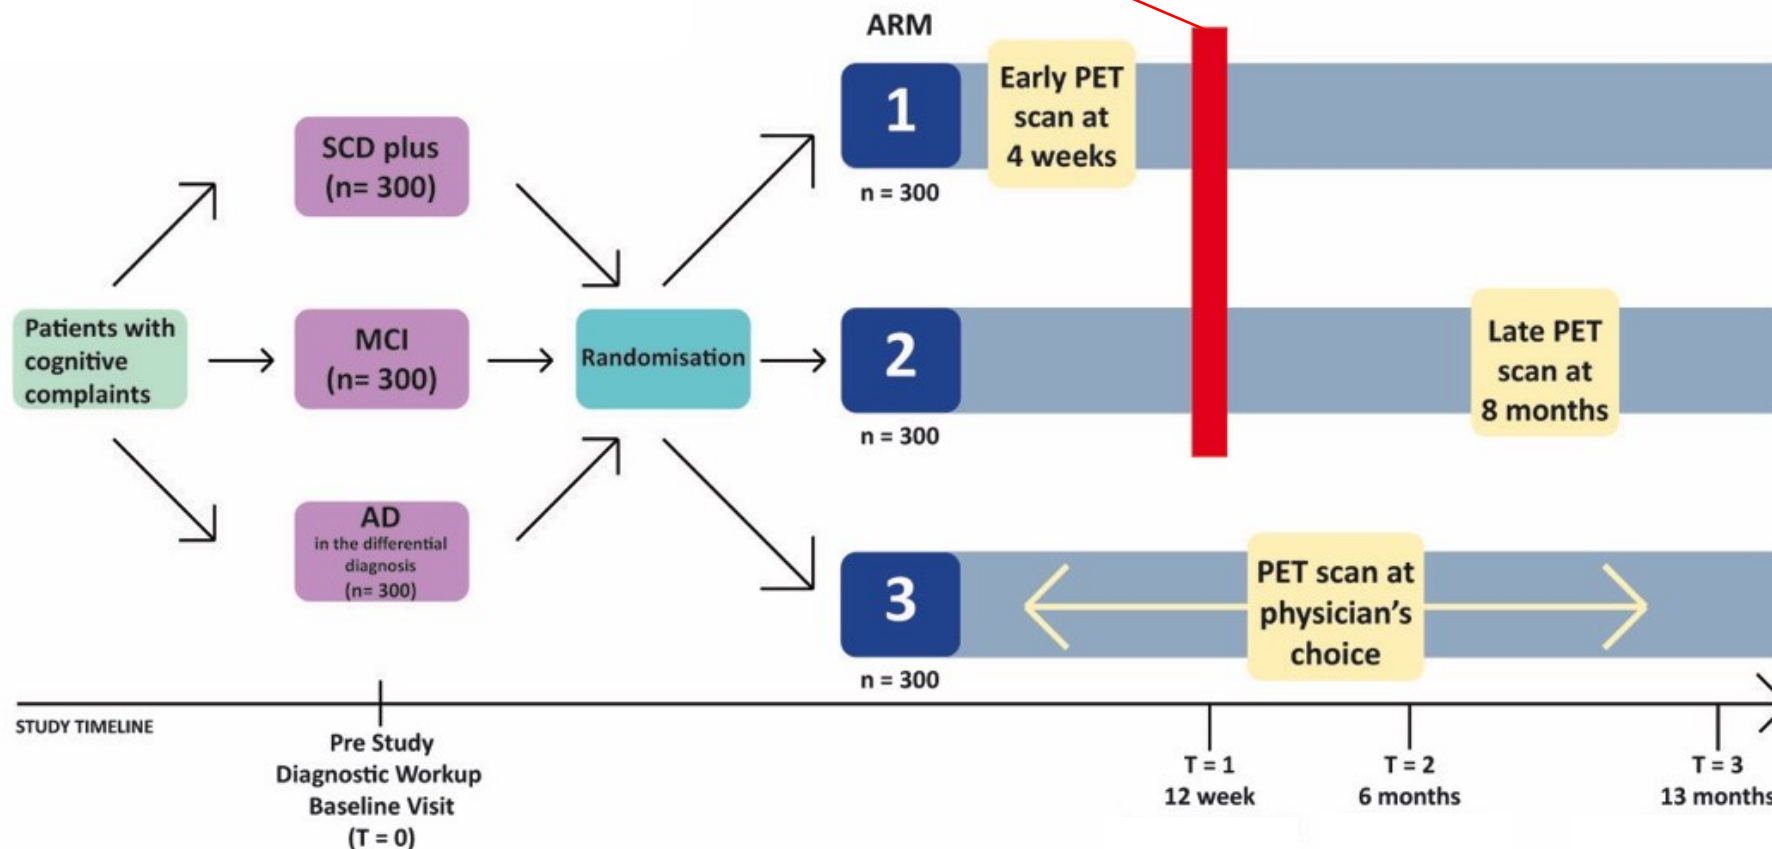 ARM
SCD plus
(n= 300)
Patients with
cognitive
complaints
MCI
(n= 300)
AD
in the differential
diagnosis
(n= 300)
Randomisation
1
n = 300
Early PET
scan at
4 weeks
2
n = 300
Late PET
scan at
8 months
3
n = 300
PET scan at
physician’s
choice
STUDY TIMELINE
Pre Study
Diagnostic Workup
Baseline Visit
(T = 0)
T = 1
12 week
T = 2
6 months
T = 3
13 months